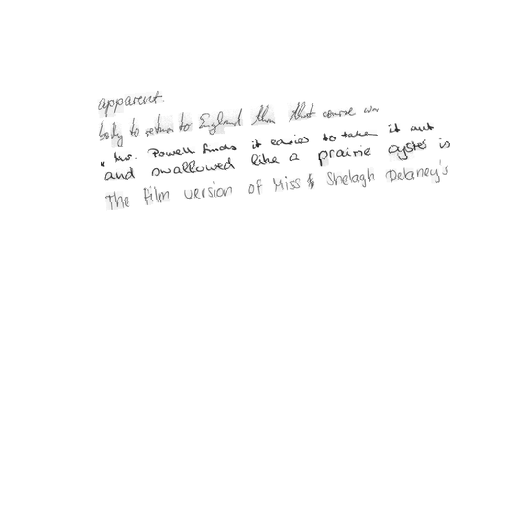 apparent.
body to return to England than that course was
" Mr. Powell finds it easier to take it out
and swallowed like a prairie oyster is
The film version of Miss Shelagh Delaney's